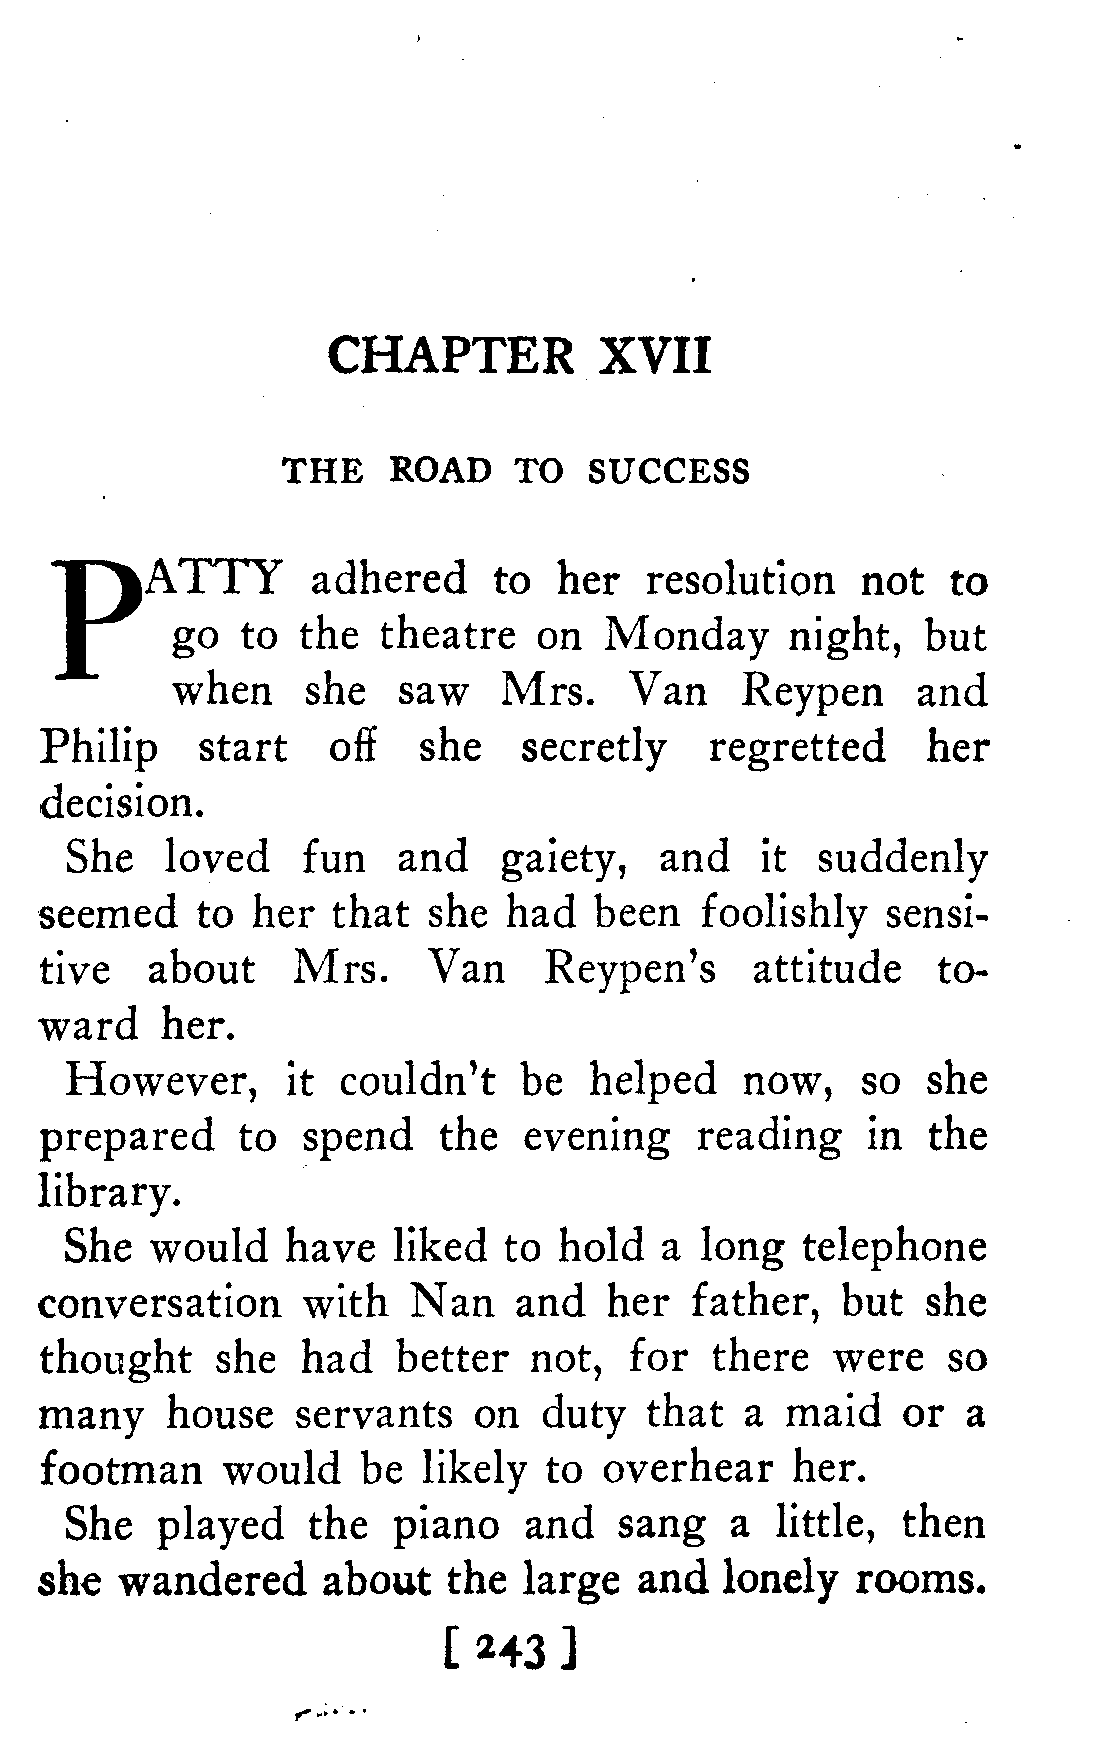 CHAPTER XVII
THE ROAD TO SUCCESS
PATTY adhered to her resolution not to
go to the theatre on Monday night, but
when she saw Mrs. Van Reypen and
Philip start off she secretly regretted her
decision.
She loved fun and gaiety, and it suddenly
seemed to her that she had been foolishly sensi-
tive about Mrs. Van Reypen's attitude to-
ward her.
However, it couldn't be helped now, so she
prepared to spend the evening reading in the
library.
She would have liked to hold a long telephone
conversation with Nan and her father, but she
thought she had better not, for there were so
many house servants on duty that a maid or a
footman would be likely to overhear her.
She played the piano and sang a little, then
she wandered about the large and lonely rooms.
[ 243 ]